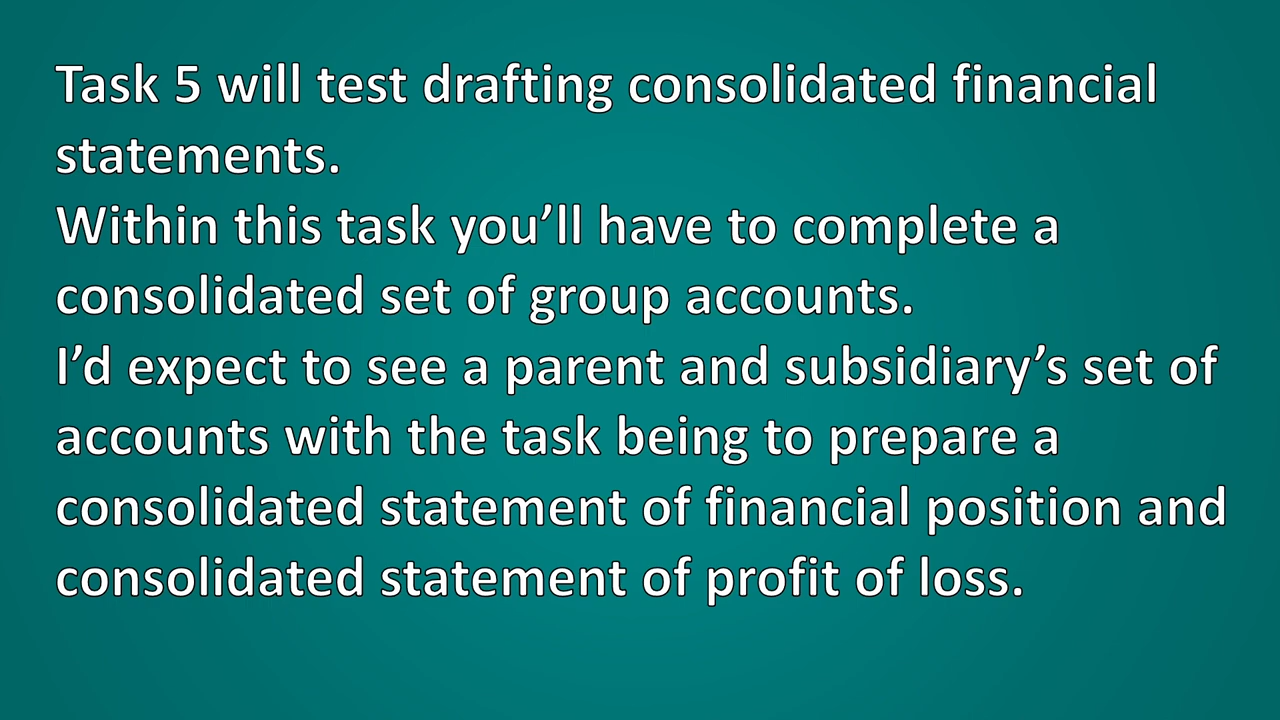 Task 5 will test drafting consolidated financial
statements.
Within this task you’ll have to complete a
consolidated set of group accounts.
I’d expect to see a parent and subsidiary’s set of
accounts with the task being to prepare a
consolidated statement of financial position and
consolidated statement of profit of loss.